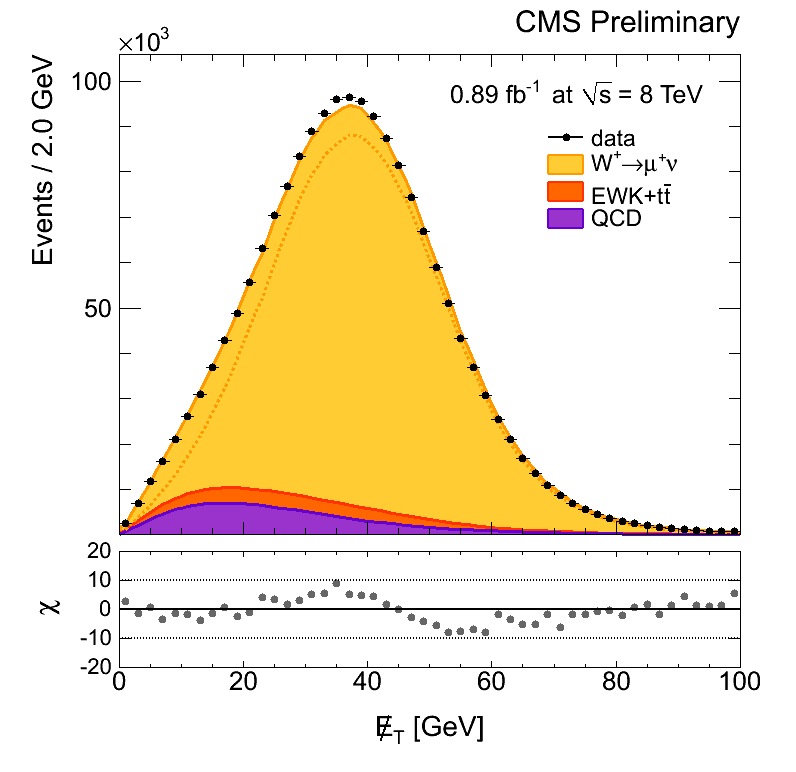 CMS Preliminary
×10³
0.89 fb⁻¹ at √s = 8 TeV
data
W⁺→μ⁺ν
EWK+tt̄
QCD
Events / 2.0 GeV
100
50
χ
20
10
0
-10
-20
0 20 40 60 80 100
E̸_T [GeV]